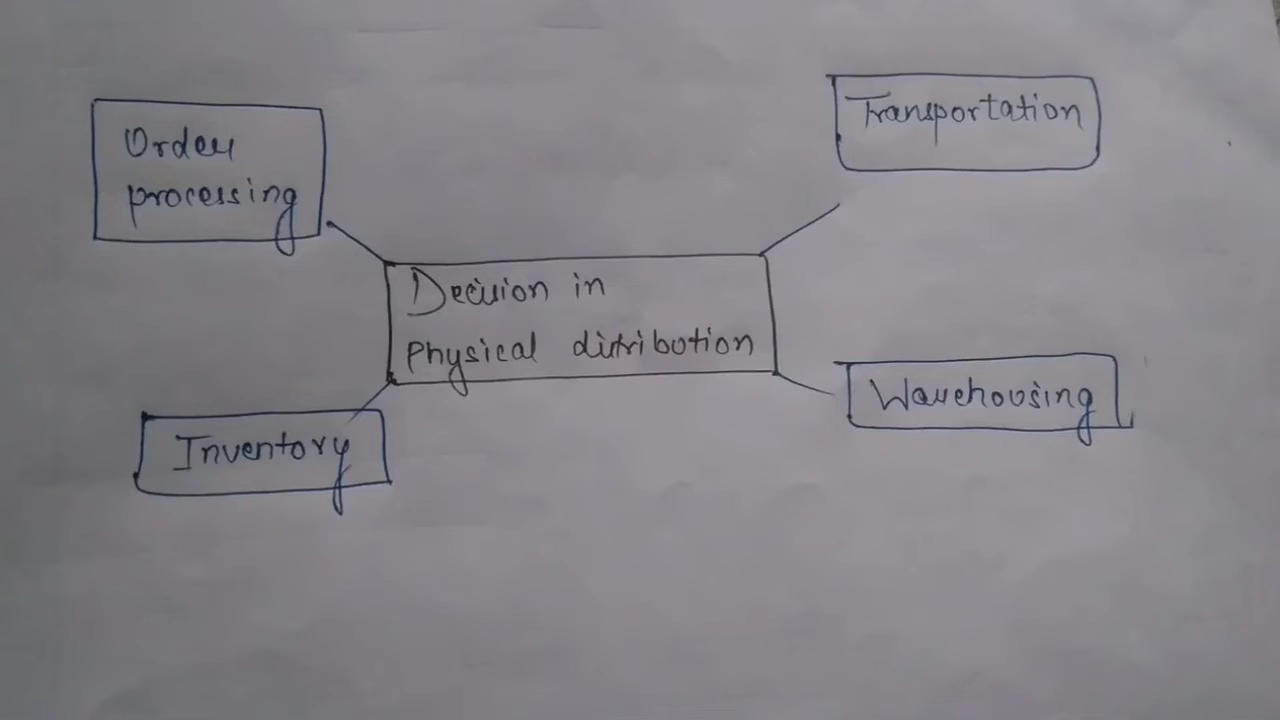 Order
processing
Transportation
Decision in
Physical distribution
Inventory
Warehousing